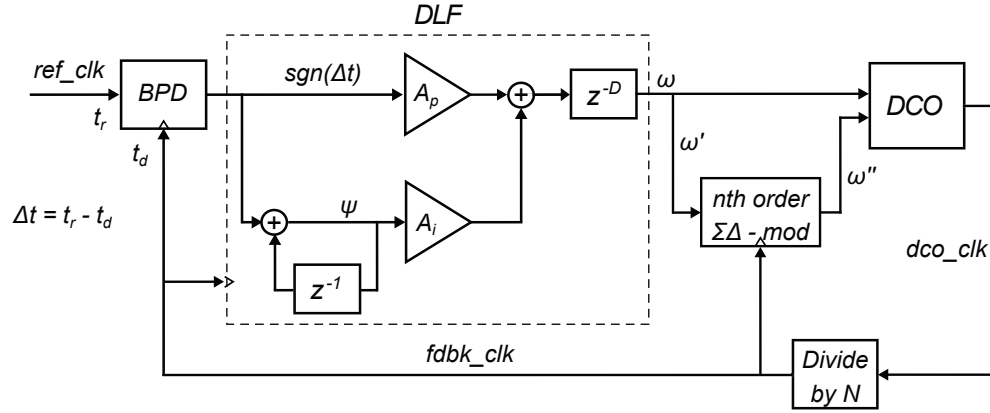 DLF
ref_clk
BPD
sgn(Δt)
A_p
+
z^-D
ω
DCO
t_r
t_d
ω'
ω"
Δt = t_r - t_d
ψ
+
A_i
nth order
ΣΔ - mod
dco_clk
z^-1
fdbk_clk
Divide
by N